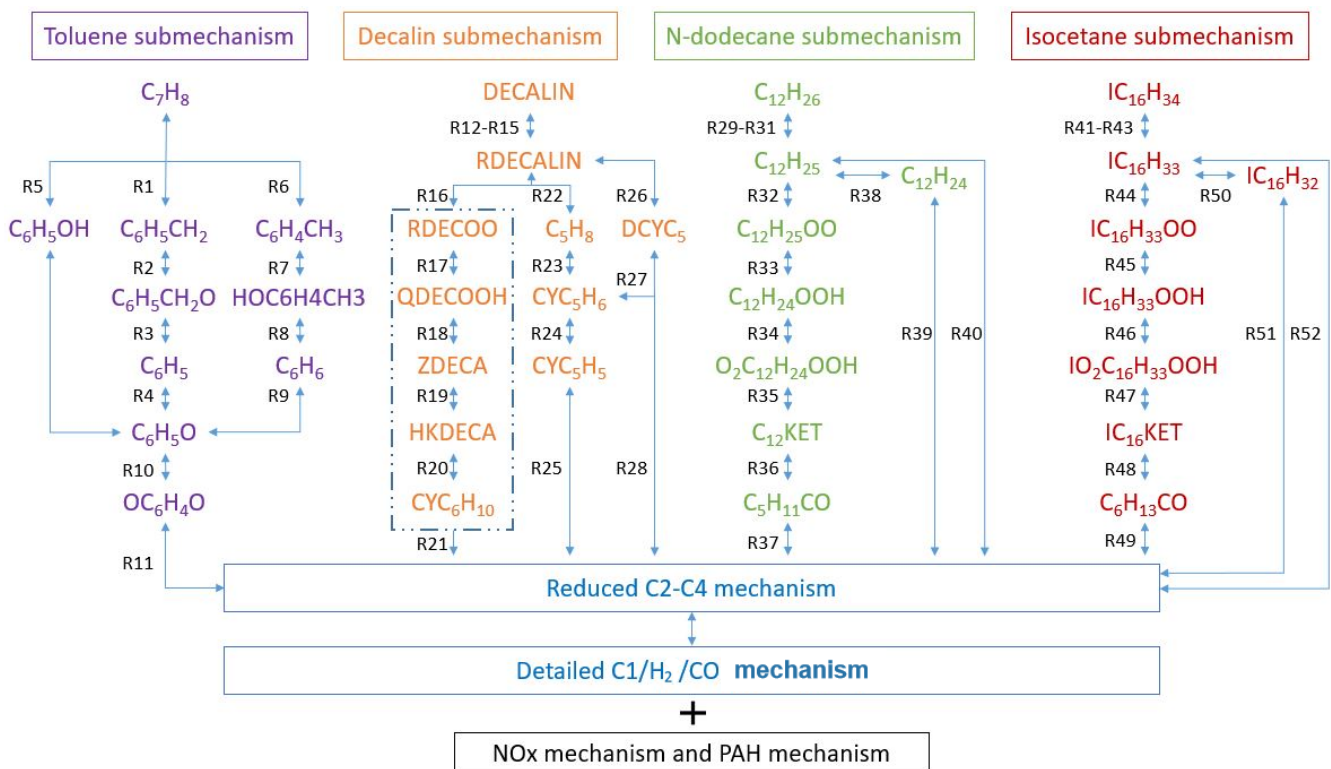 Toluene submechanism
Decalin submechanism
N-dodecane submechanism
Isocetane submechanism
C₇H₈
DECALIN
C₁₂H₂₆
IC₁₆H₃₄
R12-R15
R29-R31
R41-R43
RDECALIN
C₁₂H₂₅
IC₁₆H₃₃
C₁₂H₂₄
IC₁₆H₃₂
R5
R1
R6
R16
R22
R26
R32
R38
R44
R50
C₆H₅OH
C₆H₅CH₂
C₆H₄CH₃
RDECOO
C₅H₈
DCYC₅
C₁₂H₂₅OO
IC₁₆H₃₃OO
R2
R7
R17
R23
R27
R33
R45
C₆H₅CH₂O
HOC6H4CH3
QDECOOH
CYC₅H₆
C₁₂H₂₄OOH
IC₁₆H₃₃OOH
R3
R8
R18
R24
R34
R39
R40
R46
R51
R52
C₆H₅
C₆H₆
ZDECA
CYC₅H₅
O₂C₁₂H₂₄OOH
IO₂C₁₆H₃₃OOH
R4
R9
R19
R35
R47
C₆H₅O
HKDECA
C₁₂KET
IC₁₆KET
R10
R20
R25
R28
R36
R48
OC₆H₄O
CYC₆H₁₀
C₅H₁₁CO
C₆H₁₃CO
R11
R21
R37
R49
Reduced C2-C4 mechanism
Detailed C1/H₂ /CO mechanism
+
NOx mechanism and PAH mechanism